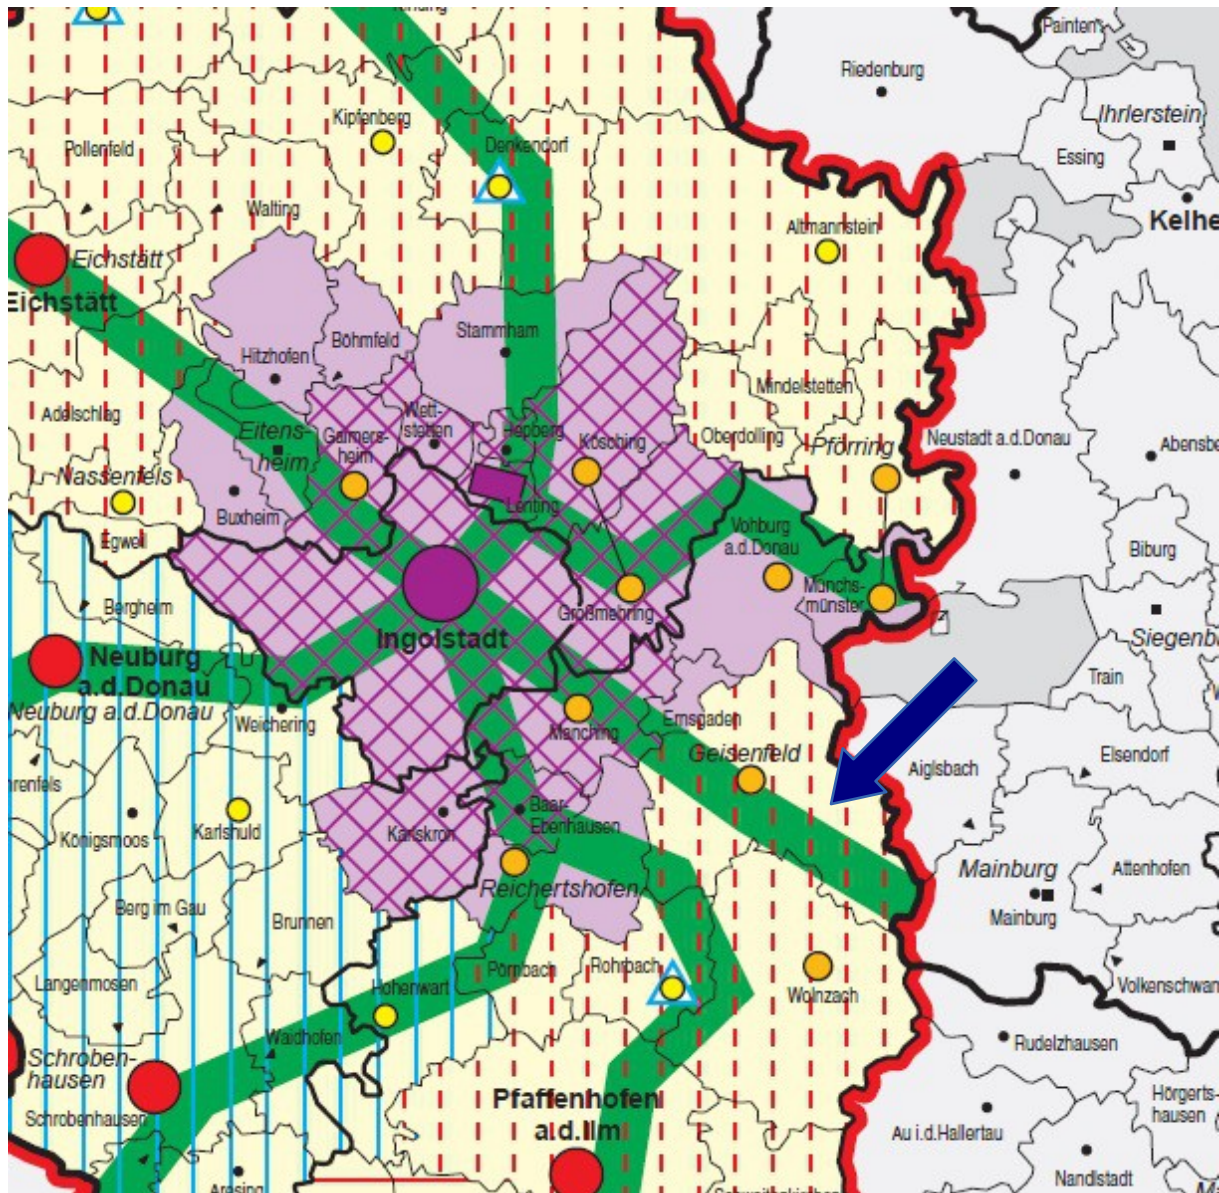 Painten
Riedenburg
Ihrlerstein
Kipfenberg
Denkendorf
Pollenfeld
Essing
Walting
Altmannstein
Kelhe
Eichstätt
Eichstätt
Stammham
Böhmfeld
Hitzhofen
Mindelstetten
Adelschlag
Wett-
stetten
Eitens-
heim
Gaimers-
heim
Hepberg
Kösching
Oberdolling
Pförring
Neustadt a.d.Donau
Abensbe
Nassenfels
Buxheim
Lenting
Vohburg
a.d.Donau
Egweil
Biburg
Bergheim
Großmehring
Münchs-
münster
Ingolstadt
Siegenbu
Neuburg
a.d.Donau
Neuburg a.d.Donau
Train
Weichering
Manching
Ernsgaden
Geisenfeld
Elsendorf
Aiglsbach
hrenfels
Königsmoos
Karlshuld
Karlskron
Baar-
Ebenhausen
Mainburg
Attenhofen
Reichertshofen
Mainburg
Berg im Gau
Brunnen
Langenmosen
Hohenwart
Pörnbach
Rohrbach
Wolnzach
Volkenschwan
Waidhofen
Rudelzhausen
Schroben-
hausen
Schrobenhausen
Pfaffenhofen
a.d.Ilm
Hörgerts-
hausen
Au i.d.Hallertau
Aresing
Nandlstadt